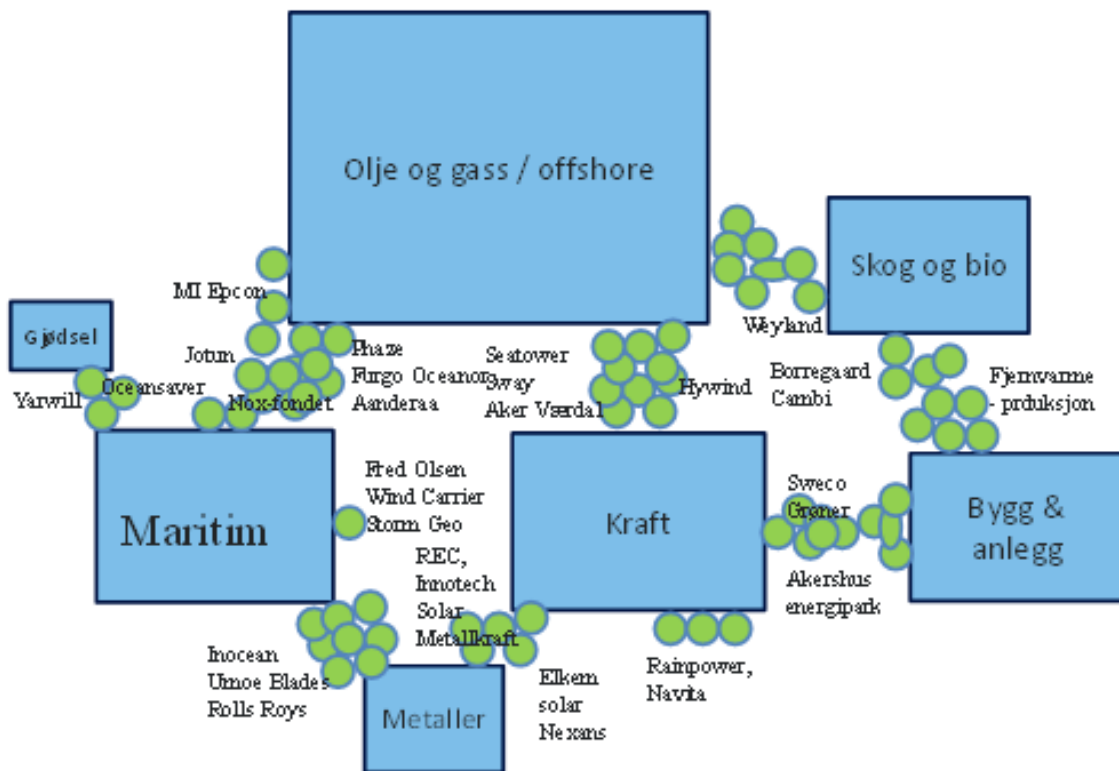 Olje og gass / offshore
Skog og bio
MI Epcon
Gjødsel
Weyland
Jotun
Phaze
Furgo Oceanor
Aanderaa
Seatower
Sway
Aker Værdal
Hywind
Borregaard
Cambi
Fjernvarme
- prduksjon
Yarwill
Oceansaver
Nox-fondet
Maritim
Fred Olsen
Wind Carrier
Storm Geo
Kraft
Sweco
Grøner
Bygg &
anlegg
REC,
Innotech
Solar
Metallkraft
Akershus
energipark
Inocean
Umoe Blades
Rolls Roys
Metaller
Elkem
solar
Nexans
Rainpower,
Navita